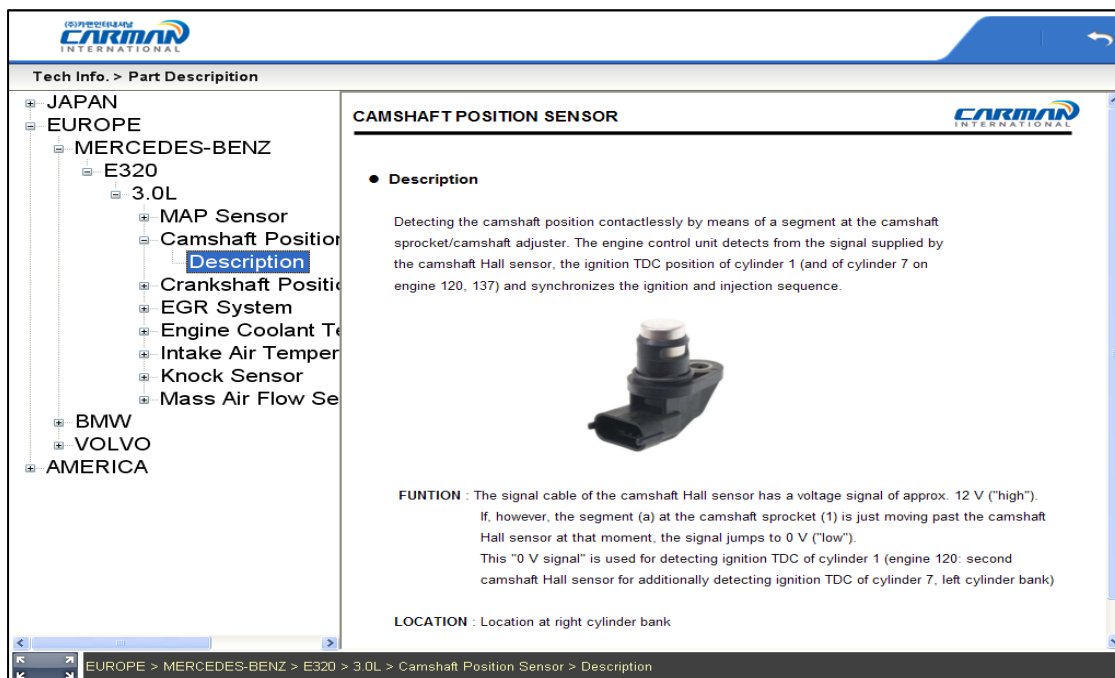 (주)카맨인터내셔날
CARMAN
INTERNATIONAL
Tech Info. > Part Descripition
JAPAN
EUROPE
MERCEDES-BENZ
E320
3.0L
MAP Sensor
Camshaft Position
Description
Crankshaft Positio
EGR System
Engine Coolant Te
Intake Air Temper
Knock Sensor
Mass Air Flow Se
BMW
VOLVO
AMERICA
CAMSHAFT POSITION SENSOR
CARMAN
INTERNATIONAL
● Description
Detecting the camshaft position contactlessly by means of a segment at the camshaft
sprocket/camshaft adjuster. The engine control unit detects from the signal supplied by
the camshaft Hall sensor, the ignition TDC position of cylinder 1 (and of cylinder 7 on
engine 120, 137) and synchronizes the ignition and injection sequence.
FUNTION : The signal cable of the camshaft Hall sensor has a voltage signal of approx. 12 V ("high").
If, however, the segment (a) at the camshaft sprocket (1) is just moving past the camshaft
Hall sensor at that moment, the signal jumps to 0 V ("low").
This "0 V signal" is used for detecting ignition TDC of cylinder 1 (engine 120: second
camshaft Hall sensor for additionally detecting ignition TDC of cylinder 7, left cylinder bank)
LOCATION : Location at right cylinder bank
EUROPE > MERCEDES-BENZ > E320 > 3.0L > Camshaft Position Sensor > Description